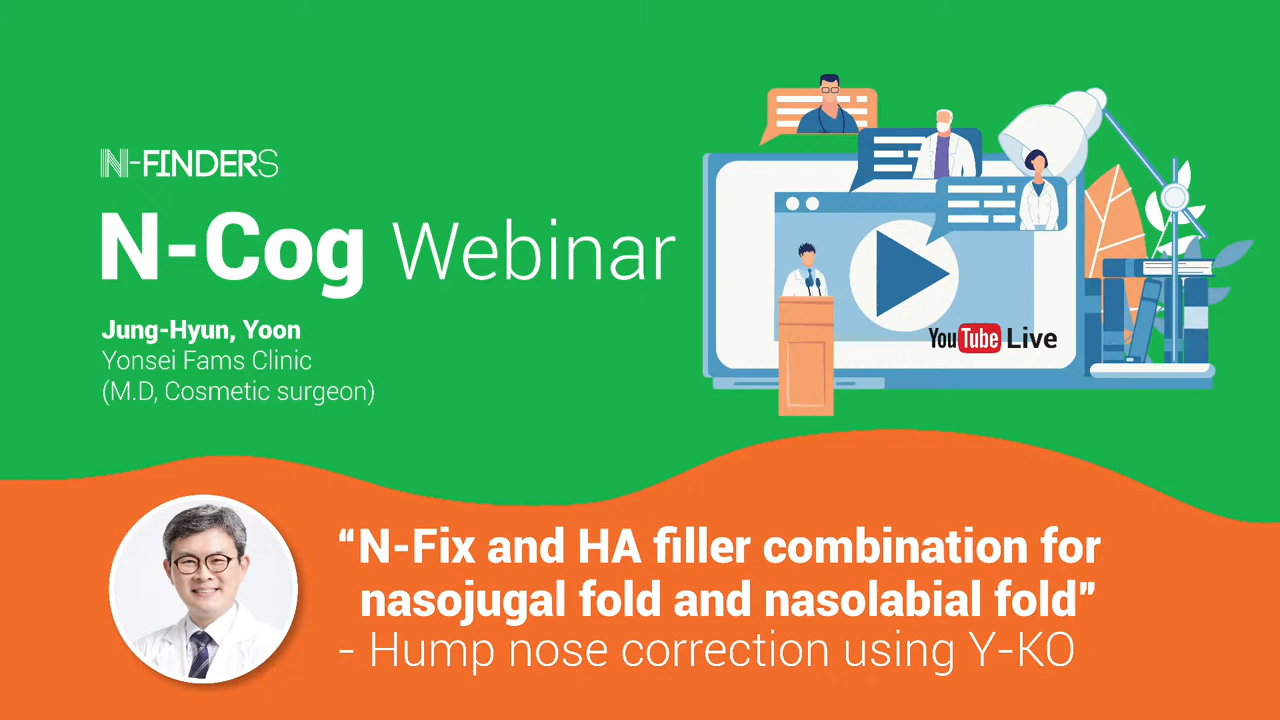 N-FINDERS
N-Cog Webinar
Jung-Hyun, Yoon
Yonsei Fams Clinic
(M.D, Cosmetic surgeon)
YouTube Live
“N-Fix and HA filler combination for
nasojugal fold and nasolabial fold”
- Hump nose correction using Y-KO